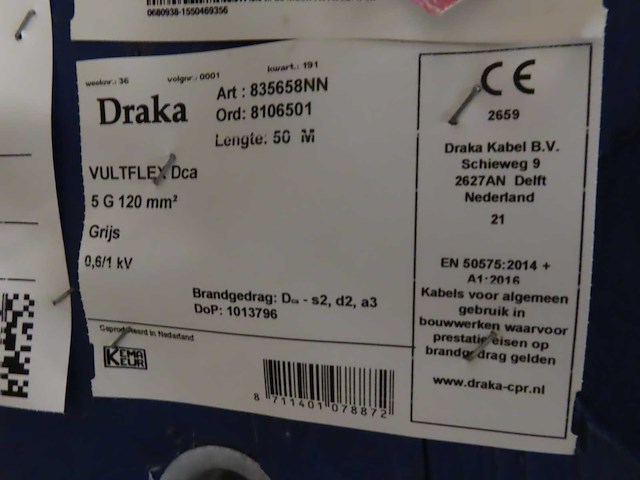 0680938-1550469356
weeknr.: 36 volgnr.:0001 kwart.: 191
Draka
Art : 835658NN
Ord: 8106501
Lengte: 50 M
VULTFLEX Dca
5 G 120 mm²
Grijs
0,6/1 kV
Brandgedrag: Dca - s2, d2, a3
DoP: 1013796
Geproduceerd in Nederland
KEMA
KEUR
8 711401 078872
CE
2659
Draka Kabel B.V.
Schieweg 9
2627AN Delft
Nederland
21
EN 50575:2014 +
A1:2016
Kabels voor algemeen
gebruik in
bouwwerken waarvoor
prestatie eisen op
brandgedrag gelden
www.draka-cpr.nl